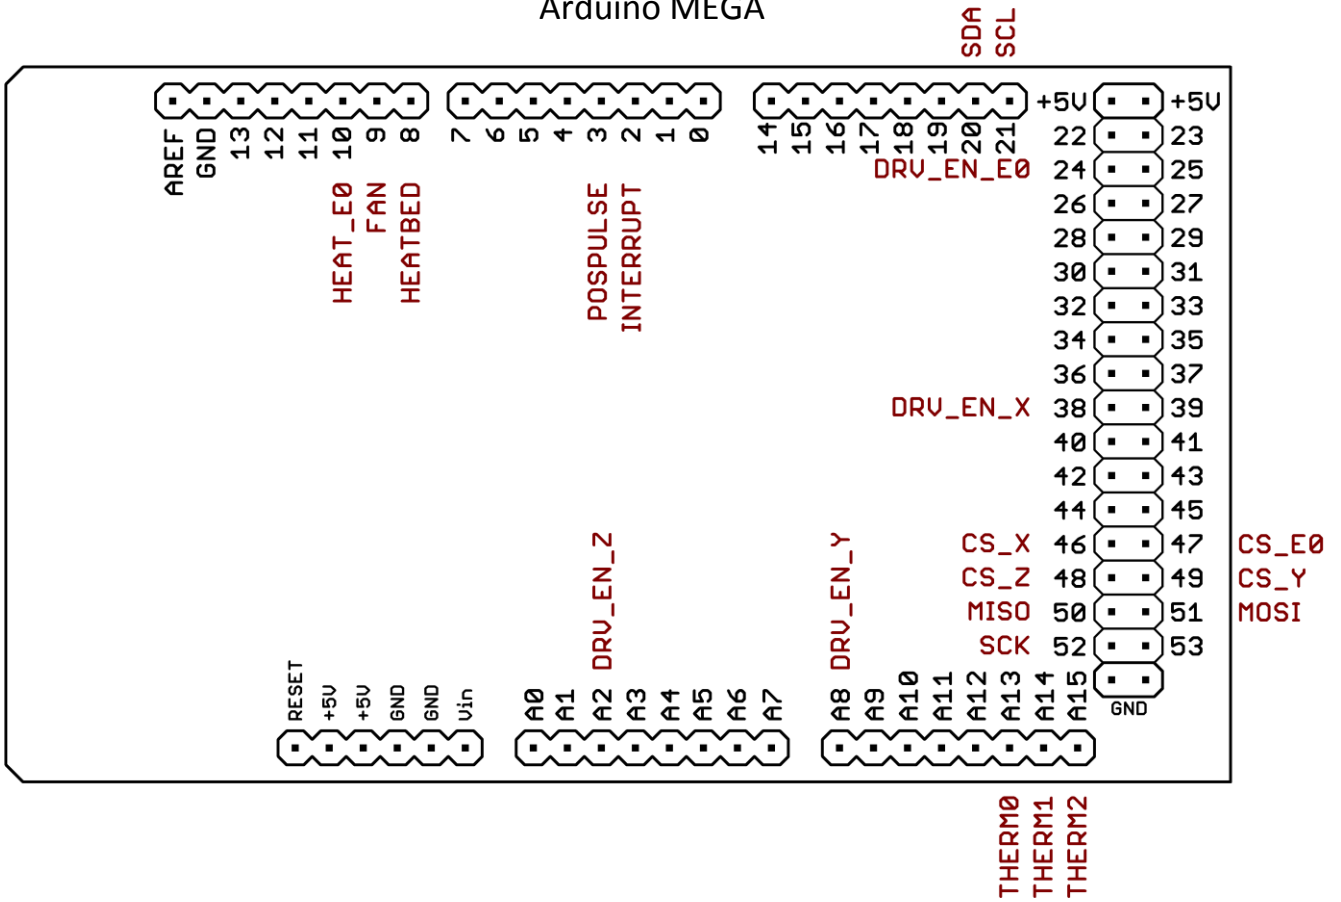 Arduino MEGA
SDA
SCL
AREF
GND
13
12
11
10
9
8
7
6
5
4
3
2
1
0
14
15
16
17
18
19
20
21
HEAT_E0
FAN
HEATBED
POSPULSE
INTERRUPT
+5V +5V
22 23
DRV_EN_E0 24 25
26 27
28 29
30 31
32 33
34 35
36 37
DRV_EN_X 38 39
40 41
42 43
44 45
CS_X 46 47 CS_E0
CS_Z 48 49 CS_Y
MISO 50 51 MOSI
SCK 52 53
GND
DRV_EN_Z
DRV_EN_Y
RESET
+5V
+5V
GND
GND
Vin
A0
A1
A2
A3
A4
A5
A6
A7
A8
A9
A10
A11
A12
A13
A14
A15
THERM0
THERM1
THERM2